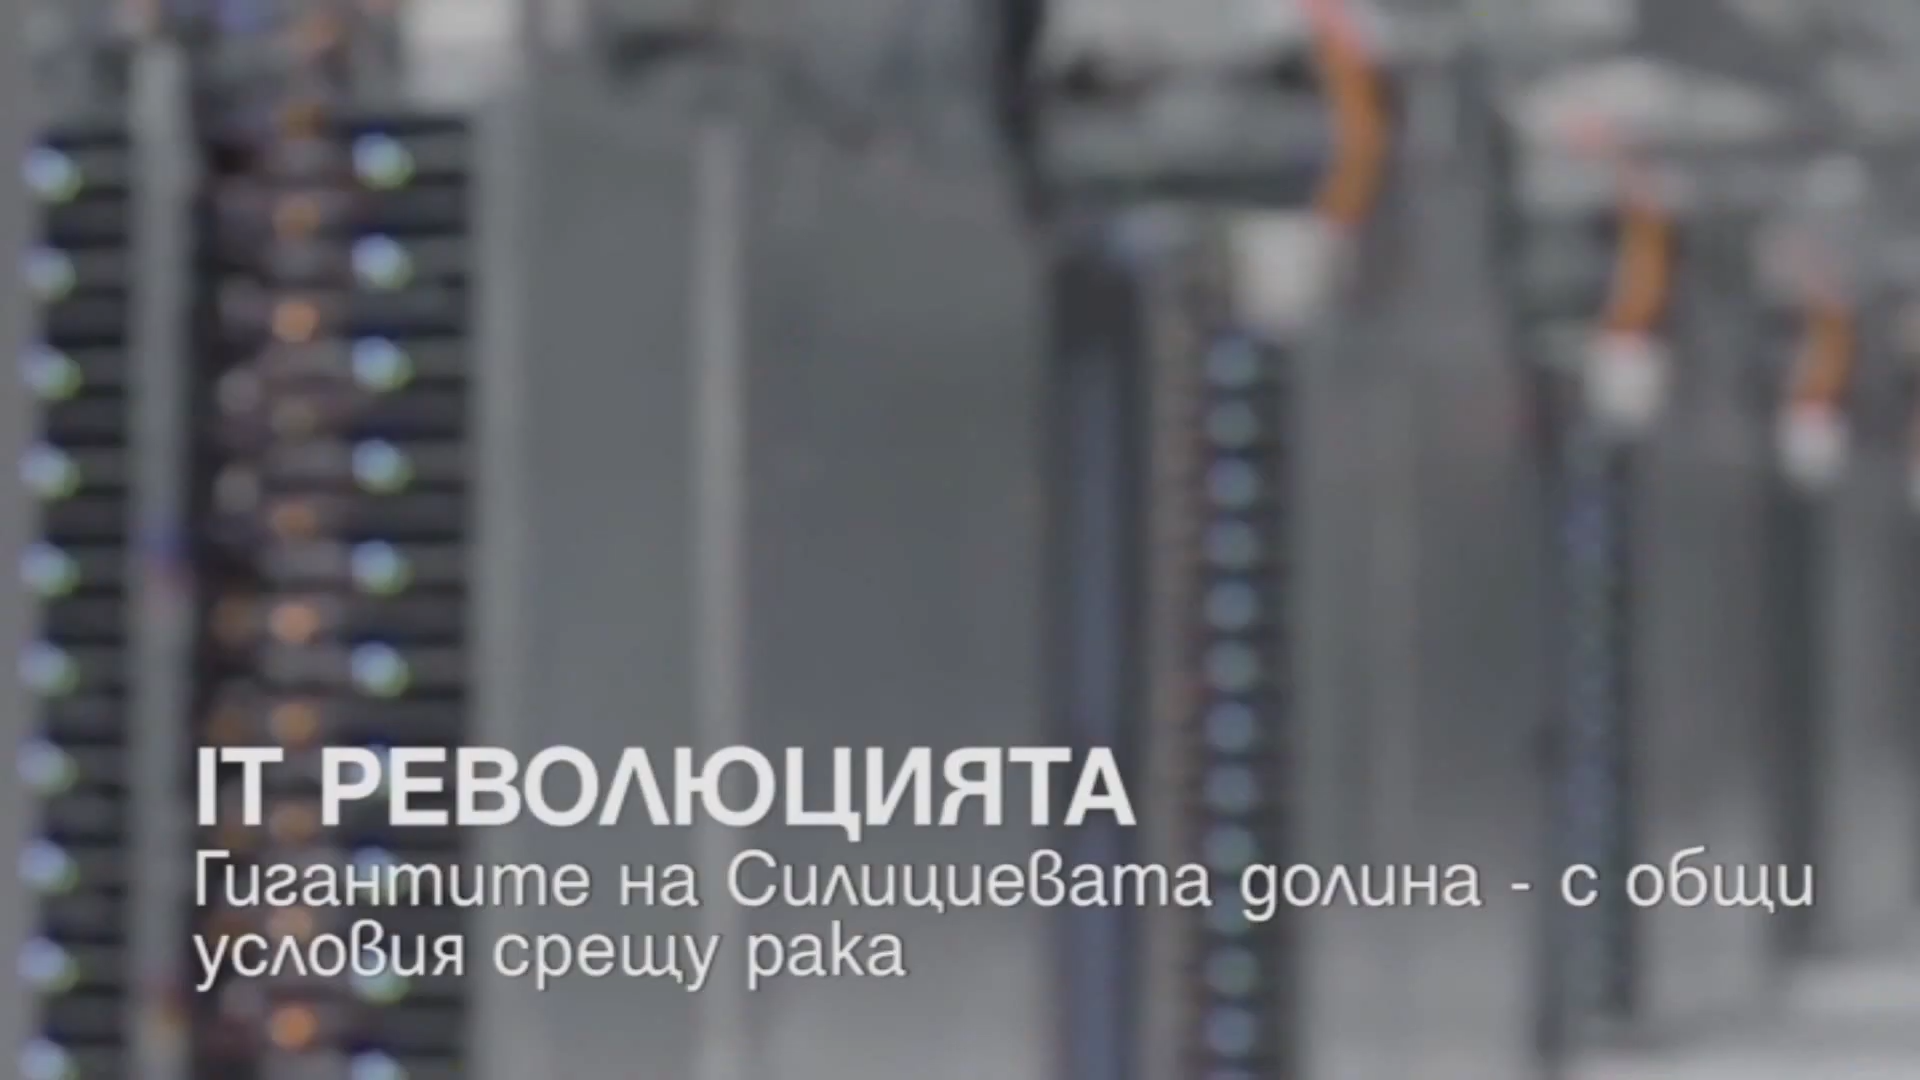 IT РЕВОЛЮЦИЯТА
Гигантите на Силициевата долина - с общи
условия срещу рака